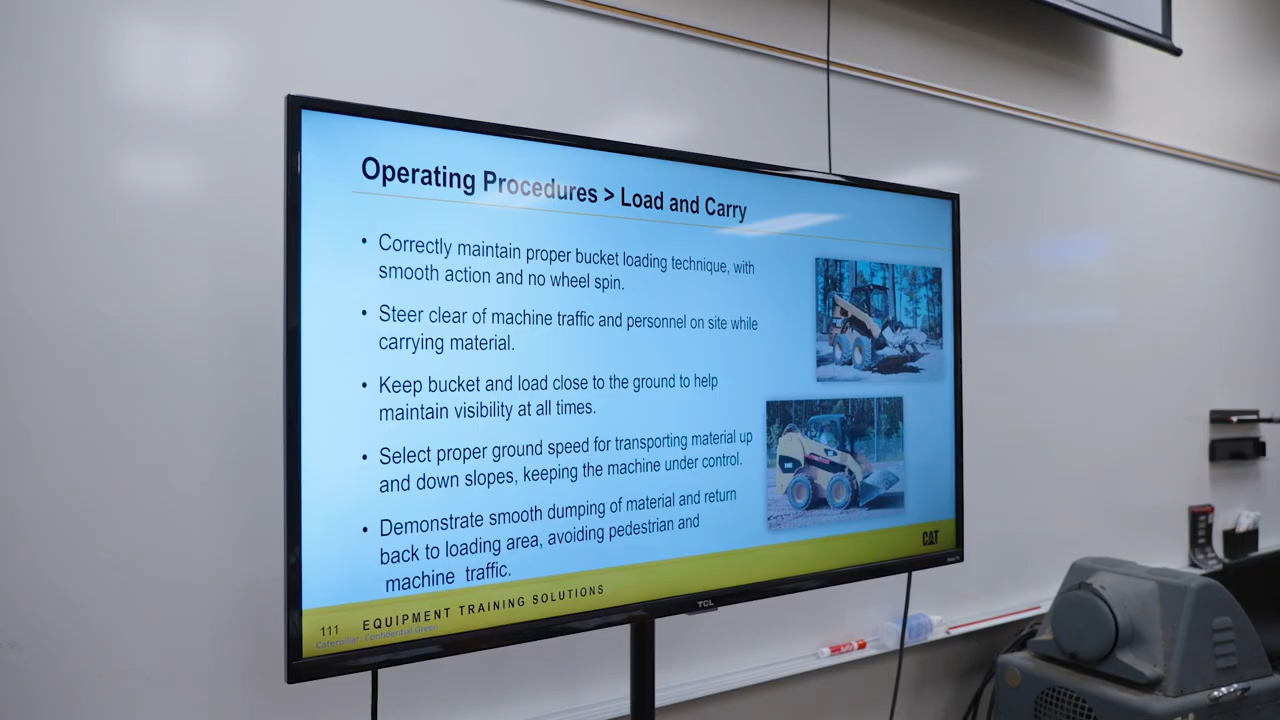 Operating Procedures > Load and Carry
• Correctly maintain proper bucket loading technique, with
smooth action and no wheel spin.
• Steer clear of machine traffic and personnel on site while
carrying material.
• Keep bucket and load close to the ground to help
maintain visibility at all times.
• Select proper ground speed for transporting material up
and down slopes, keeping the machine under control.
• Demonstrate smooth dumping of material and return
back to loading area, avoiding pedestrian and
machine traffic.
CAT
111 EQUIPMENT TRAINING SOLUTIONS
Caterpillar: Confidential Green
TCL